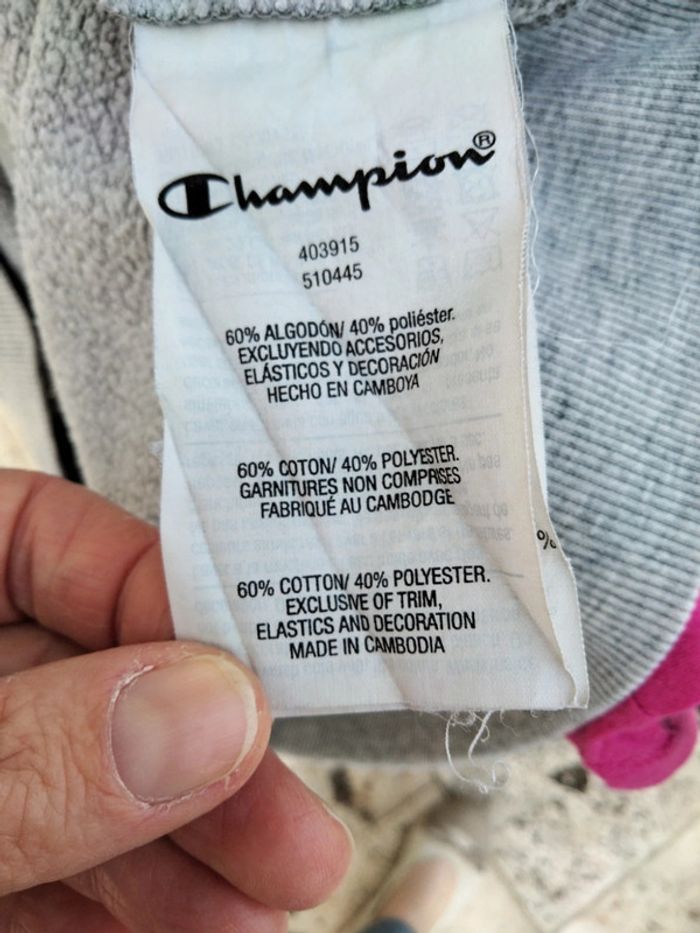 Champion®
403915
510445
60% ALGODÓN/ 40% poliéster.
EXCLUYENDO ACCESORIOS,
ELÁSTICOS Y DECORACIÓN
HECHO EN CAMBOYA
60% COTON/ 40% POLYESTER.
GARNITURES NON COMPRISES
FABRIQUÉ AU CAMBODGE
60% COTTON/ 40% POLYESTER.
EXCLUSIVE OF TRIM,
ELASTICS AND DECORATION
MADE IN CAMBODIA
%